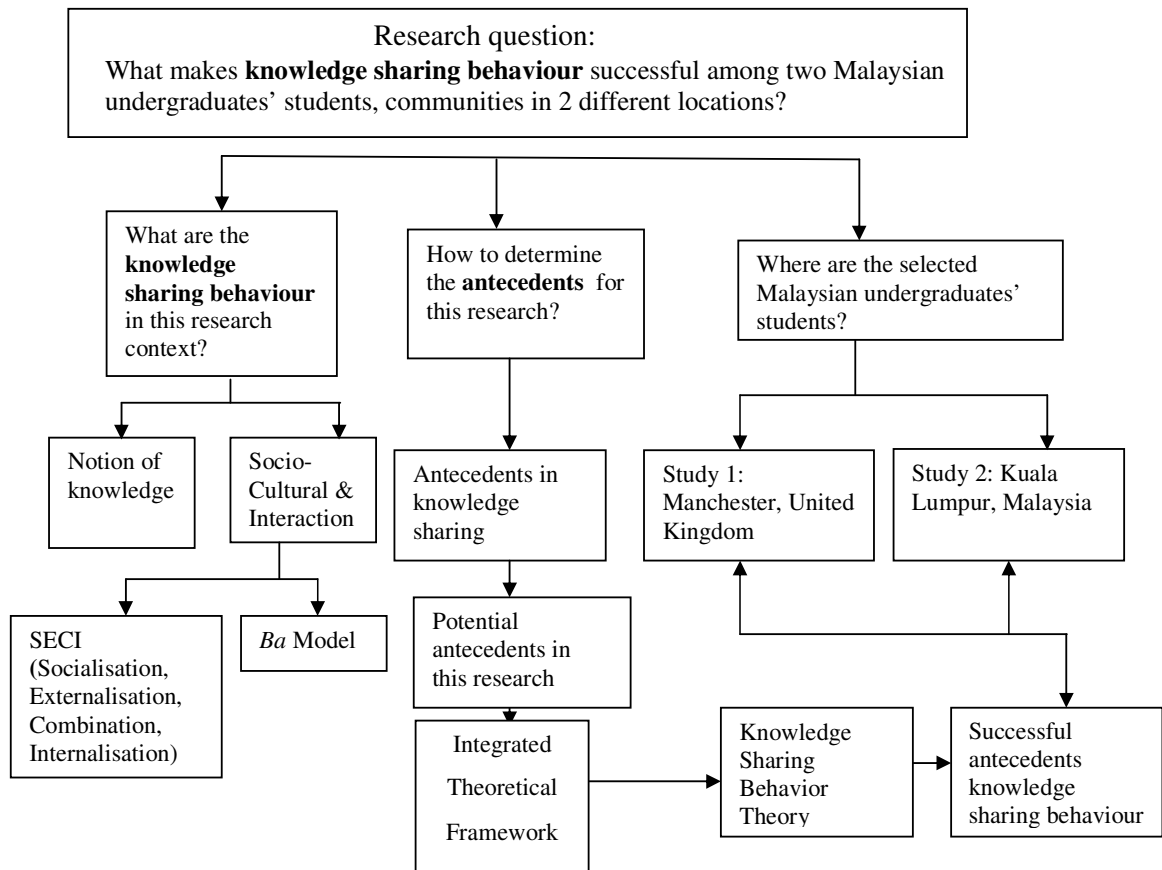 Research question:
What makes knowledge sharing behaviour successful among two Malaysian
undergraduates’ students, communities in 2 different locations?
What are the
knowledge
sharing behaviour
in this research
context?
How to determine
the antecedents for
this research?
Where are the selected
Malaysian undergraduates’
students?
Notion of
knowledge
Socio-
Cultural &
Interaction
Antecedents in
knowledge
sharing
Study 1:
Manchester, United
Kingdom
Study 2: Kuala
Lumpur, Malaysia
SECI
(Socialisation,
Externalisation,
Combination,
Internalisation)
Ba Model
Potential
antecedents in
this research
Integrated
Theoretical
Framework
Knowledge
Sharing
Behavior
Theory
Successful
antecedents
knowledge
sharing behaviour